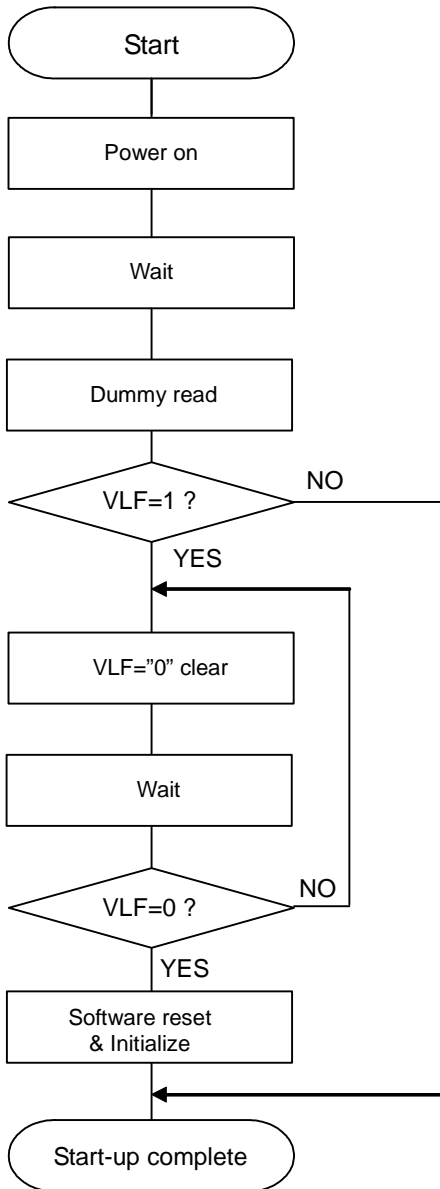 Start
Power on
Wait
Dummy read
VLF=1 ?
NO
YES
VLF=”0” clear
Wait
VLF=0 ?
NO
YES
Software reset
& Initialize
Start-up complete